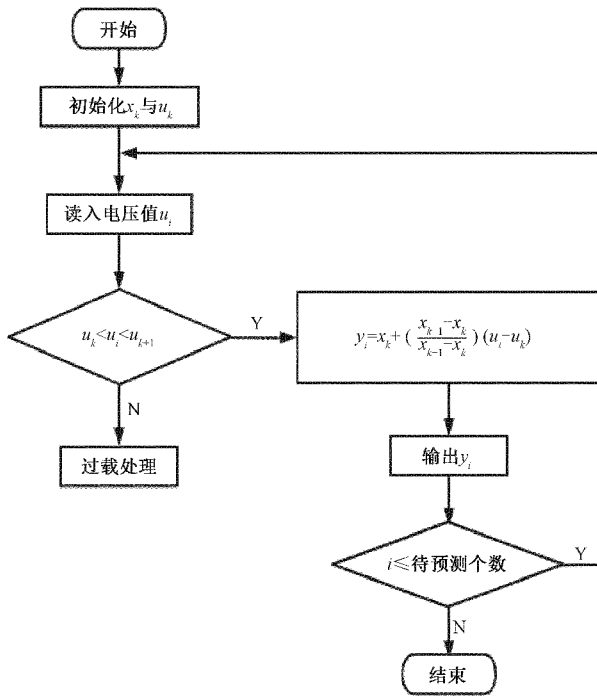 开始
初始化x_k与u_k
读入电压值u_i
u_k<u_i<u_{k+1}
Y
y_i=x_k+(\frac{x_{k-1}-x_k}{x_{k-1}-x_k})(u_i-u_k)
N
过载处理
输出y_i
i≤待预测个数
Y
N
结束